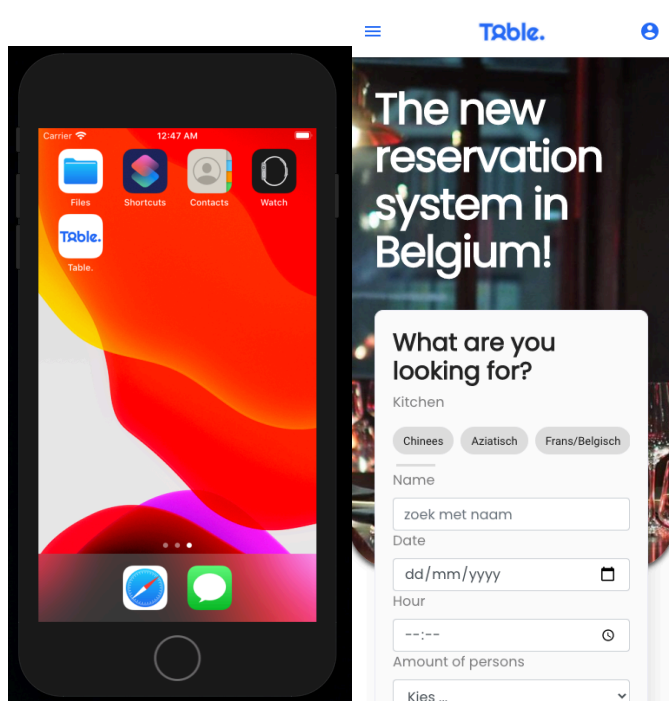 Carrier 12:47 AM
Files Shortcuts Contacts Watch
Table.
Table.
Table.
The new
reservation
system in
Belgium!
What are you
looking for?
Kitchen
Chinees Aziatisch Frans/Belgisch
Name
zoek met naam
Date
dd/mm/yyyy
Hour
--:--
Amount of persons
Kies ...